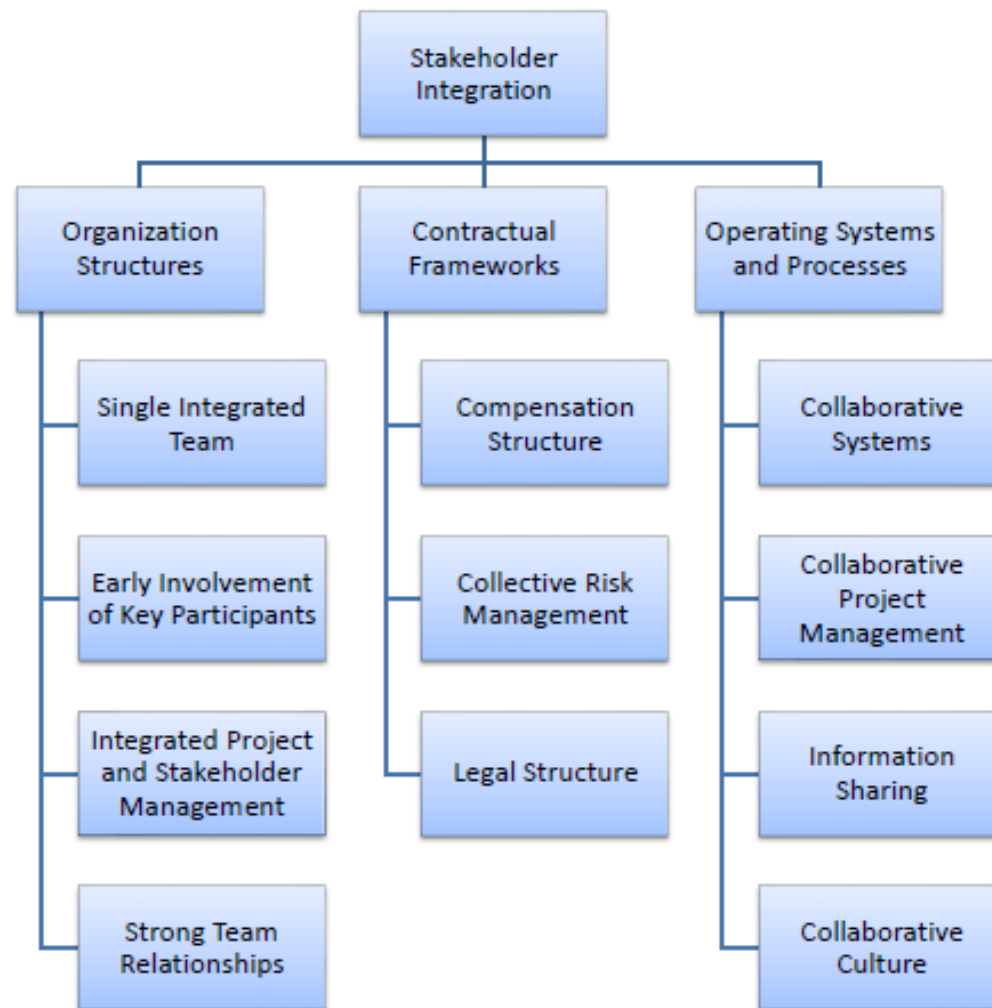 Stakeholder
Integration
Organization
Structures
Contractual
Frameworks
Operating Systems
and Processes
Single Integrated
Team
Early Involvement
of Key Participants
Integrated Project
and Stakeholder
Management
Strong Team
Relationships
Compensation
Structure
Collective Risk
Management
Legal Structure
Collaborative
Systems
Collaborative
Project
Management
Information
Sharing
Collaborative
Culture